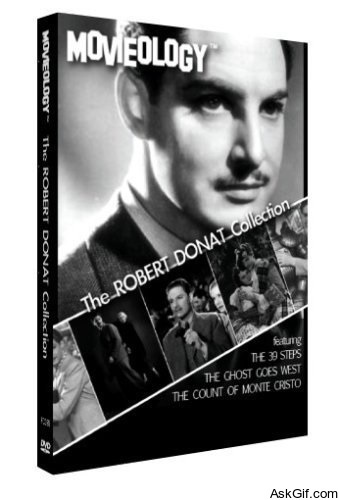 MOVIEOLOGY™
The ROBERT DONAT Collection
featuring
THE 39 STEPS
THE GHOST GOES WEST
THE COUNT OF MONTE CRISTO
MOVIEOLOGY™
The ROBERT DONAT Collection
DVD
AskGif.com